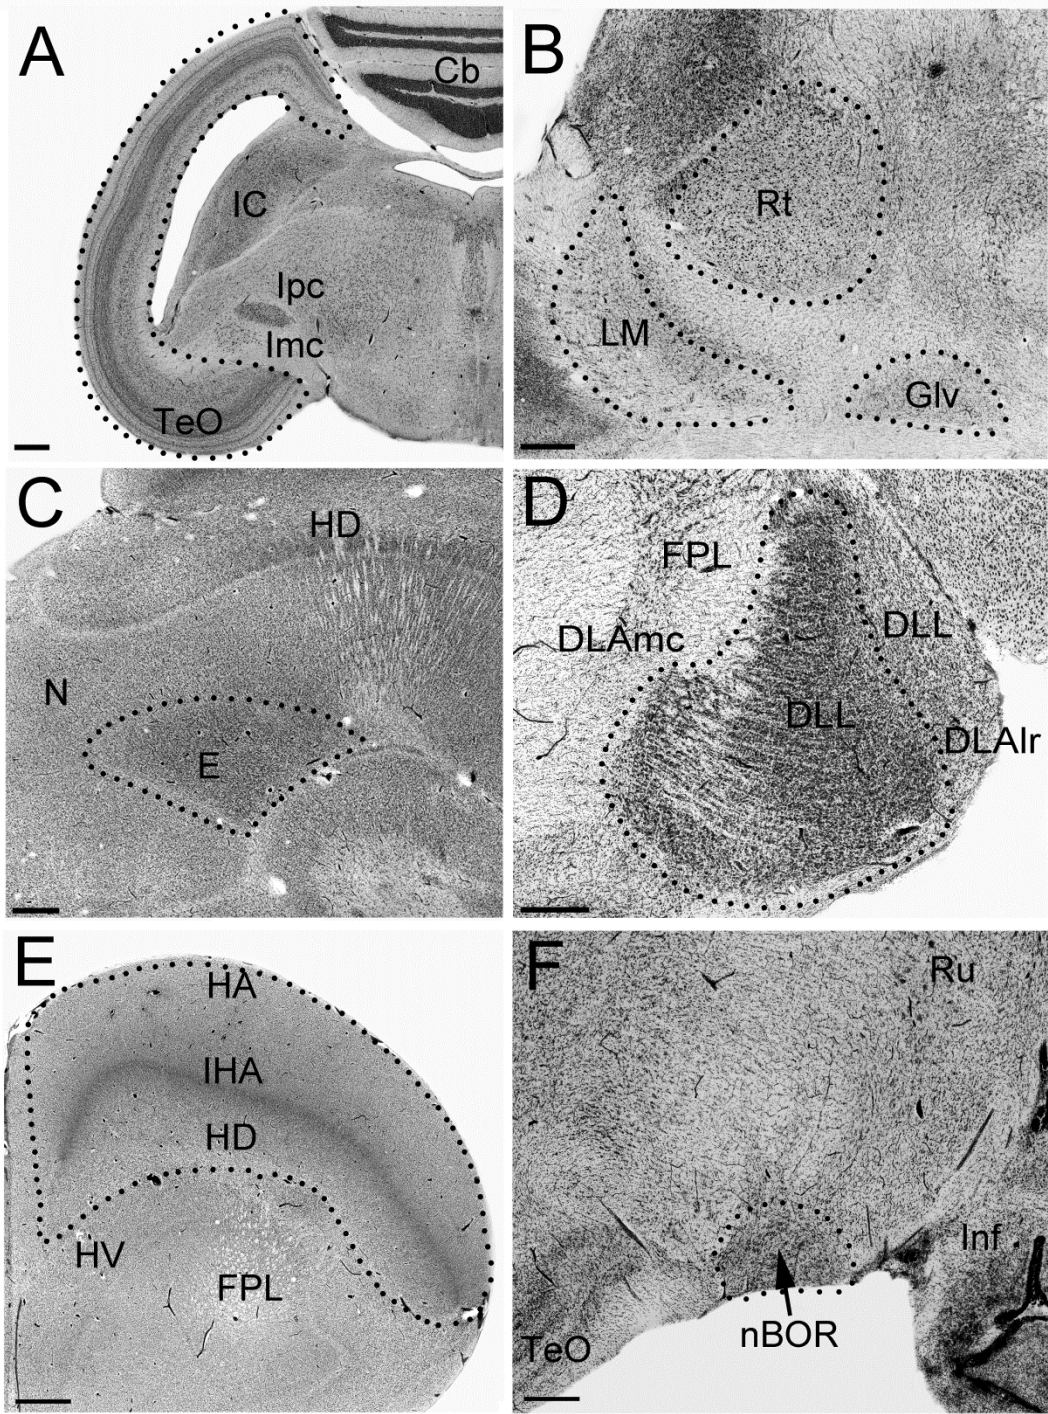 A
Cb
IC
Ipc
Imc
TeO
B
Rt
LM
Glv
C
HD
N
E
D
FPL
DLL
DLAmc
DLL
DLAlr
E
HA
IHA
HD
HV
FPL
F
Ru
Inf
nBOR
TeO